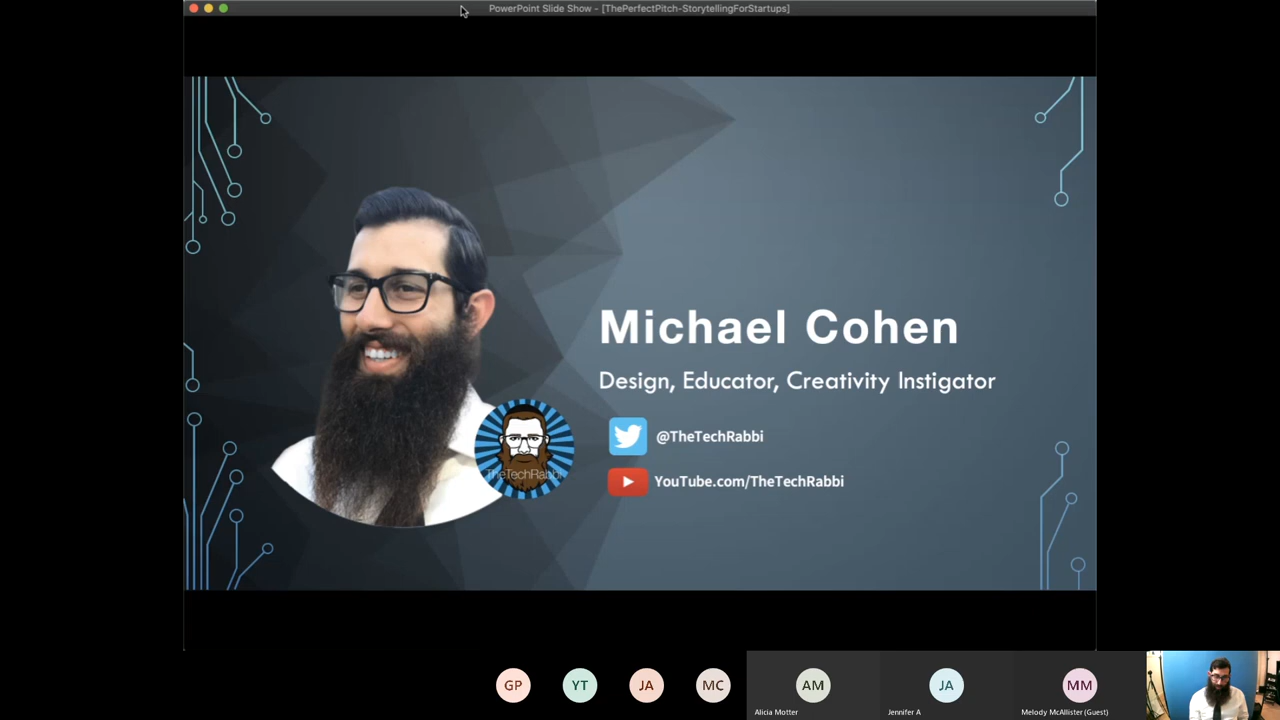 PowerPoint Slide Show - [ThePerfectPitch-StorytellingForStartups]
Michael Cohen
Design, Educator, Creativity Instigator
@TheTechRabbi
TheTechRabbi
YouTube.com/TheTechRabbi
GP
YT
JA
MC
AM
JA
MM
Alicia Motter
Jennifer A
Melody McAllister (Guest)